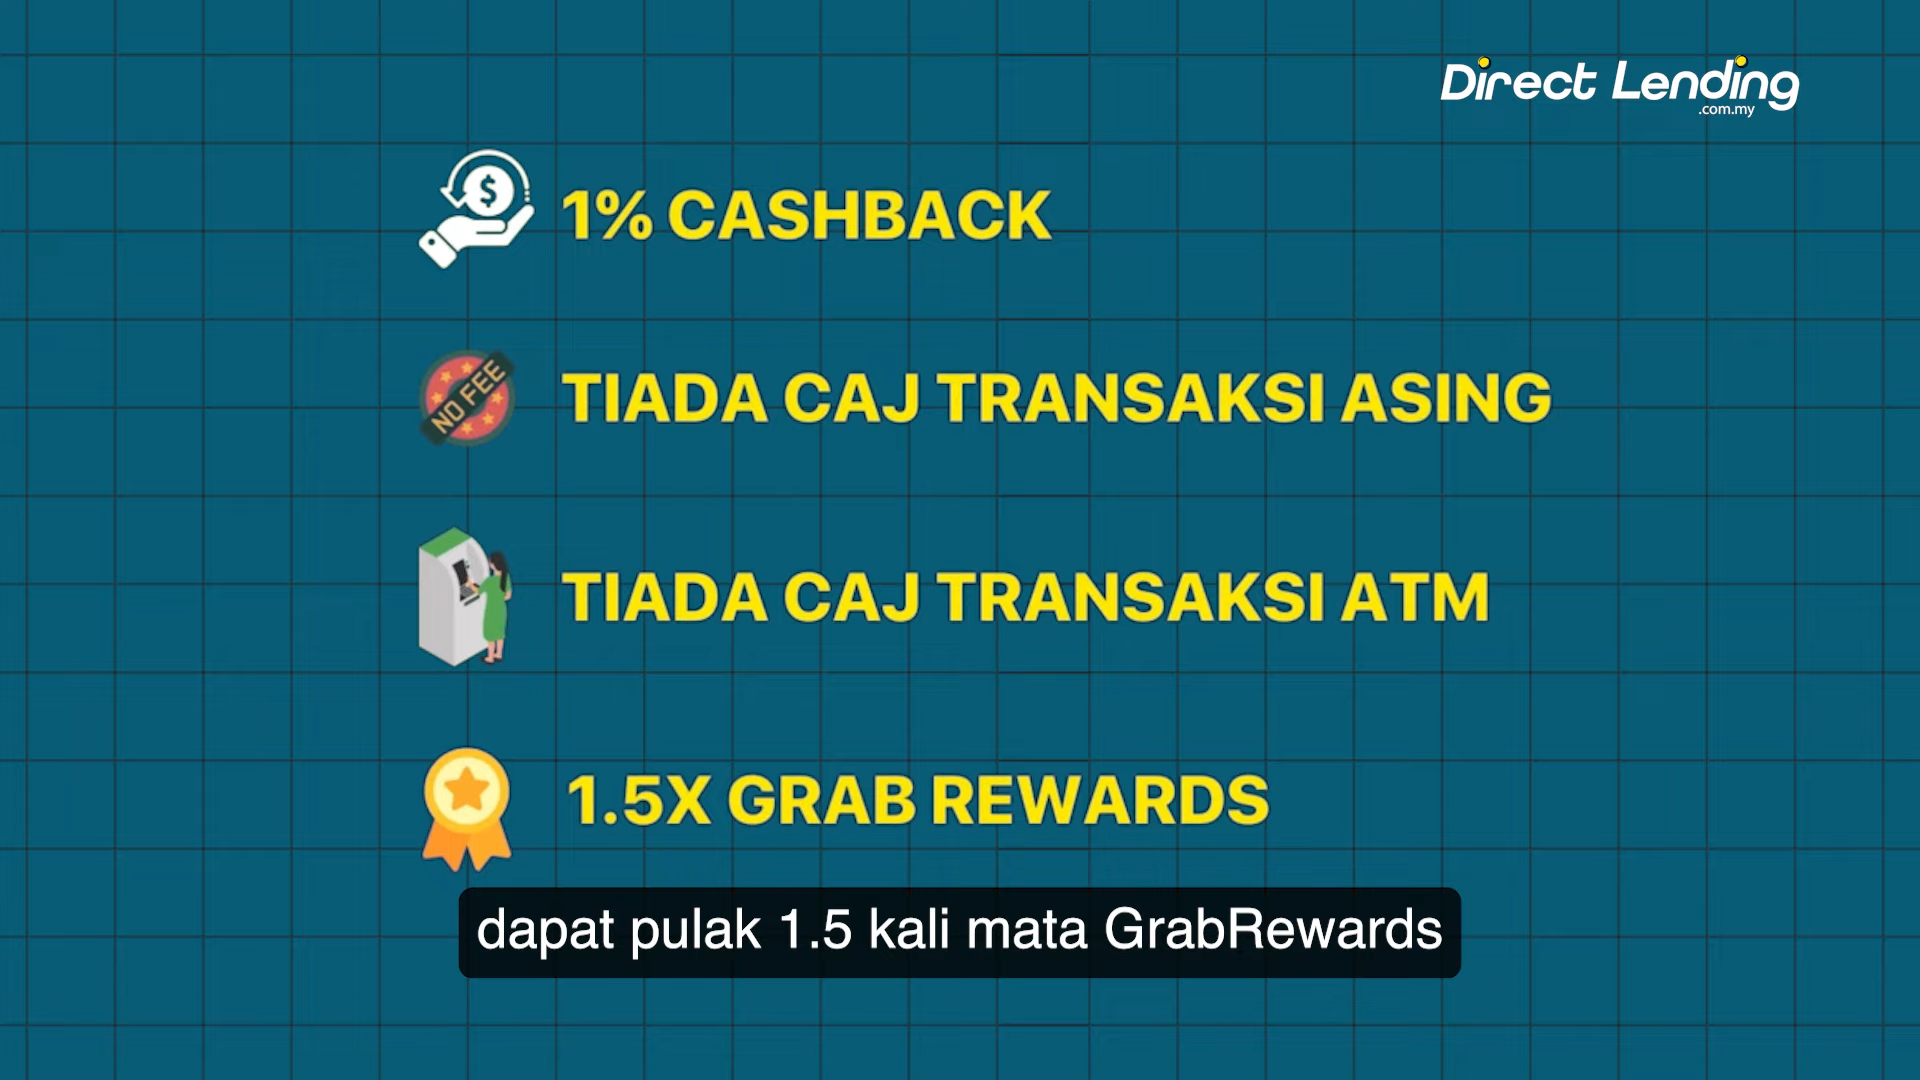 Direct Lending
.com.my
$
1% CASHBACK
NO FEE
TIADA CAJ TRANSAKSI ASING
TIADA CAJ TRANSAKSI ATM
1.5X GRAB REWARDS
dapat pulak 1.5 kali mata GrabRewards